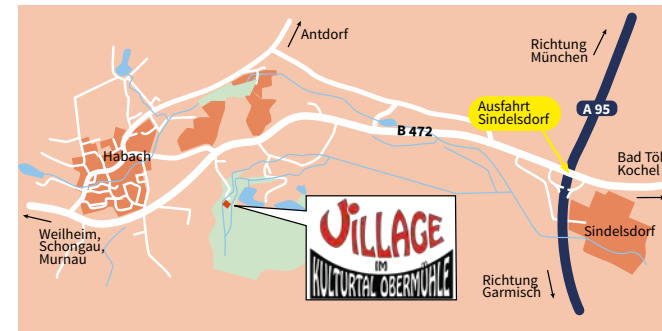 Antdorf
Richtung
München
Ausfahrt
Sindelsdorf
A 95
B 472
Habach
Bad Töl
Kochel
VILLAGE
IM
KULTURTAL OBERMÜHLE
Weilheim,
Schongau,
Murnau
Sindelsdorf
Richtung
Garmisch